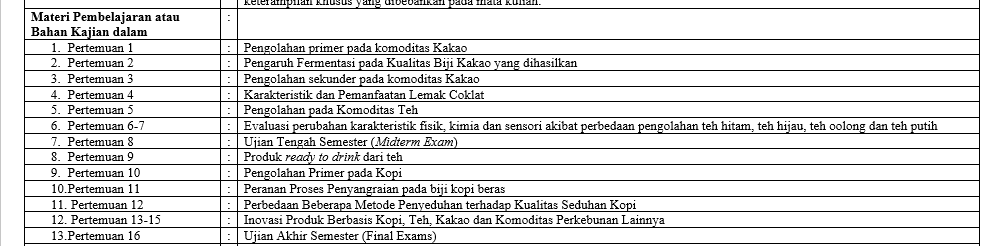 keterampilan khusus yang dibebankan pada mata kuliah.
Materi Pembelajaran atau :
Bahan Kajian dalam
1. Pertemuan 1 : Pengolahan primer pada komoditas Kakao
2. Pertemuan 2 : Pengaruh Fermentasi pada Kualitas Biji Kakao yang dihasilkan
3. Pertemuan 3 : Pengolahan sekunder pada komoditas Kakao
4. Pertemuan 4 : Karakteristik dan Pemanfaatan Lemak Coklat
5. Pertemuan 5 : Pengolahan pada Komoditas Teh
6. Pertemuan 6-7 : Evaluasi perubahan karakteristik fisik, kimia dan sensori akibat perbedaan pengolahan teh hitam, teh hijau, teh oolong dan teh putih
7. Pertemuan 8 : Ujian Tengah Semester (Midterm Exam)
8. Pertemuan 9 : Produk ready to drink dari teh
9. Pertemuan 10 : Pengolahan Primer pada Kopi
10.Pertemuan 11 : Peranan Proses Penyangraian pada biji kopi beras
11. Pertemuan 12 : Perbedaan Beberapa Metode Penyeduhan terhadap Kualitas Seduhan Kopi
12. Pertemuan 13-15 : Inovasi Produk Berbasis Kopi, Teh, Kakao dan Komoditas Perkebunan Lainnya
13.Pertemuan 16 : Ujian Akhir Semester (Final Exams)